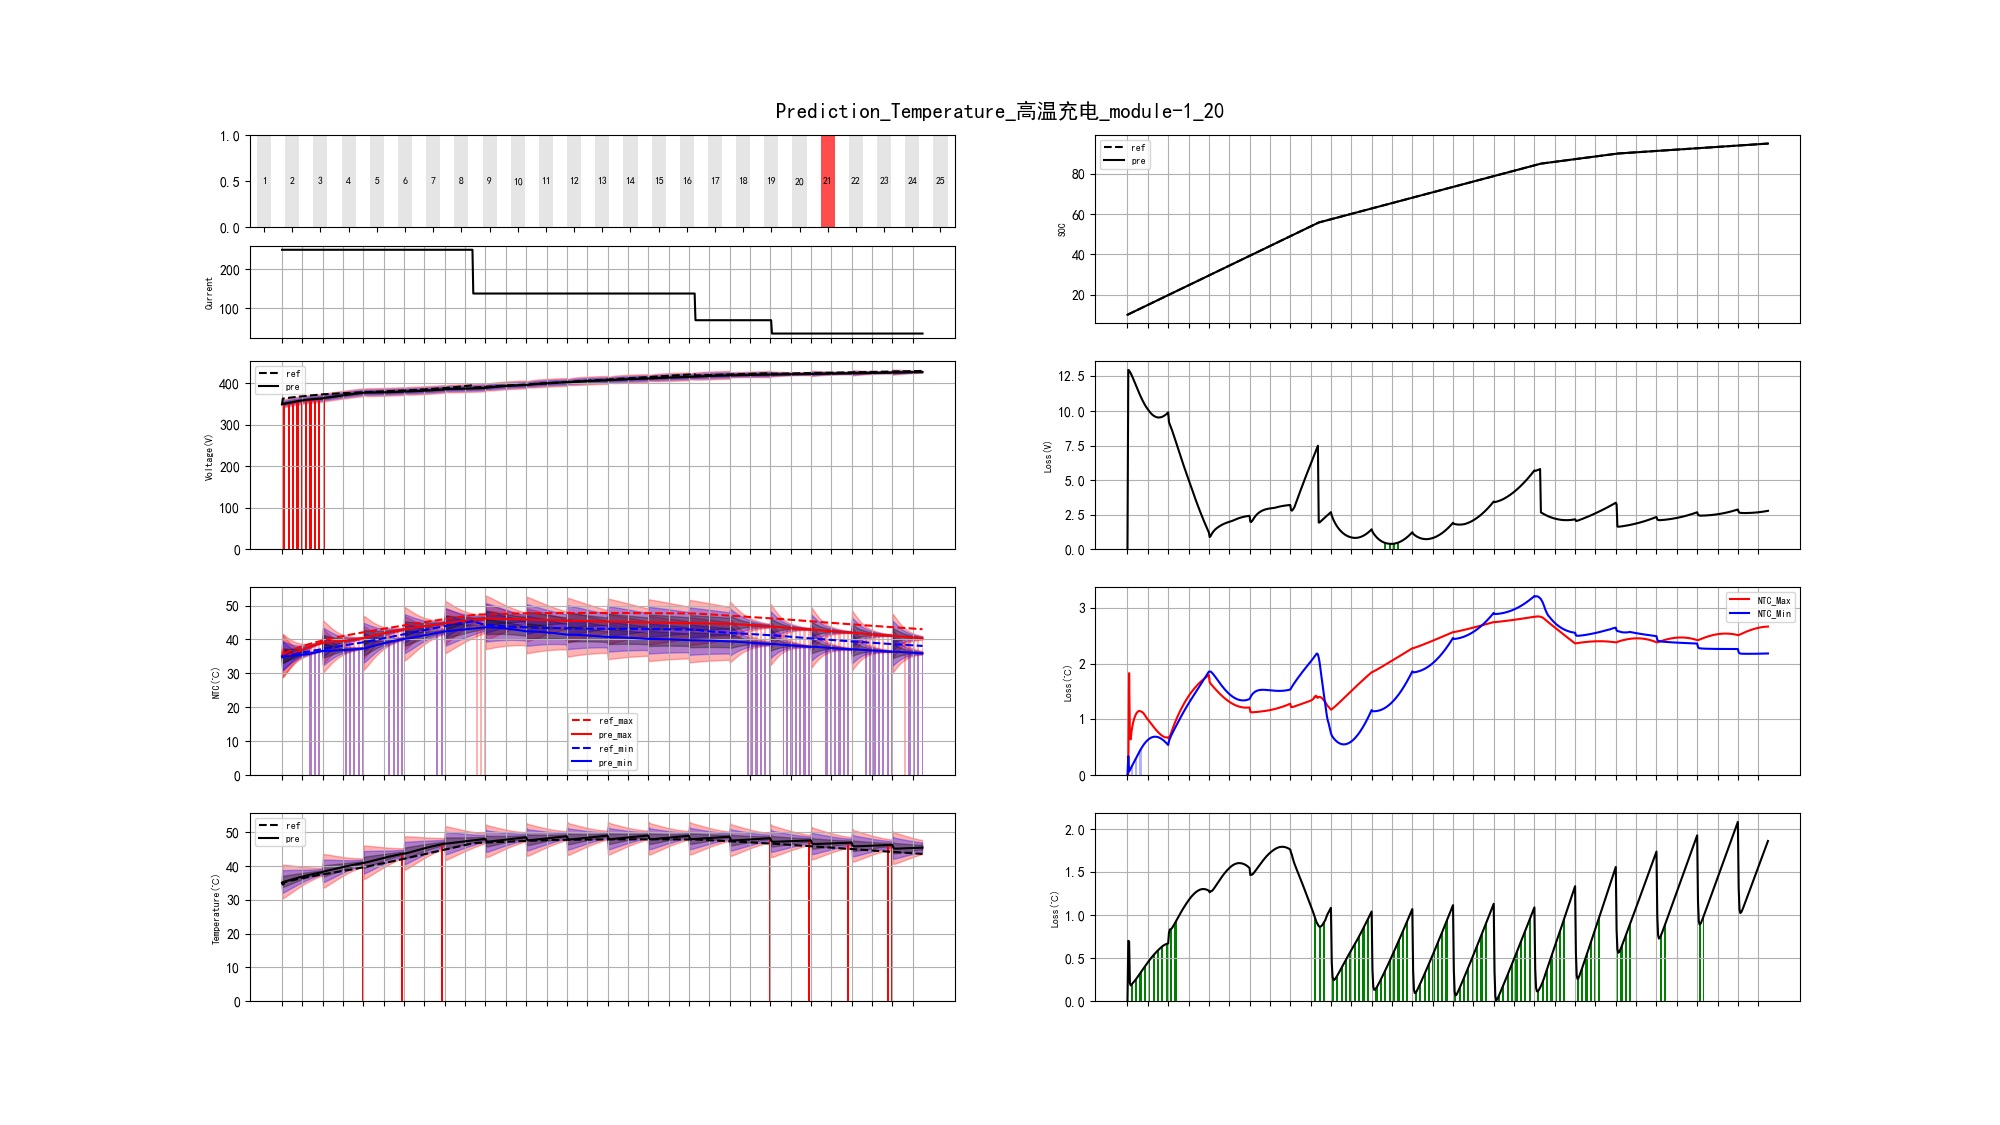 Prediction_Temperature_高温充电_module-1_20
1.0
0.5
0.0
1 2 3 4 5 6 7 8 9 10 11 12 13 14 15 16 17 18 19 20 21 22 23 24 25
Current
200
100
Voltage(V)
400
300
200
100
0
ref
pre
NTC(℃)
50
40
30
20
10
0
ref_max
pre_max
ref_min
pre_min
Temperature(℃)
50
40
30
20
10
0
ref
pre
SOC
80
60
40
20
ref
pre
Loss(V)
12.5
10.0
7.5
5.0
2.5
0.0
Loss(℃)
3
2
1
0
NTC_Max
NTC_Min
Loss(℃)
2.0
1.5
1.0
0.5
0.0